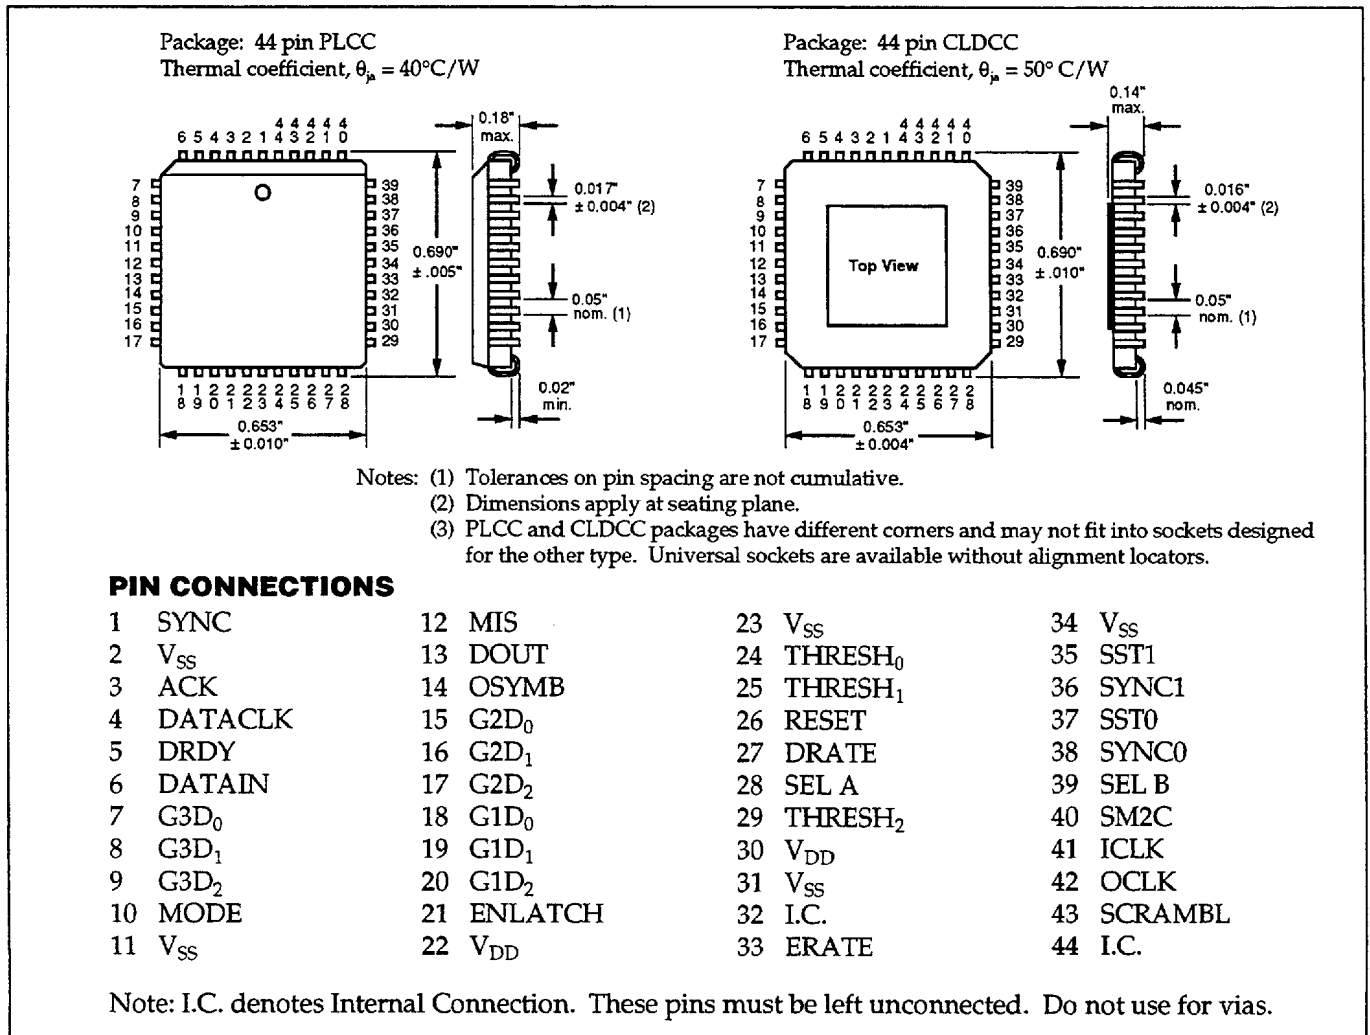 Package: 44 pin PLCC
Thermal coefficient, θja = 40°C/W
0.18"
max.
6 5 4 3 2 1 44 43 42 41 40
7
8
9
10
11
12
13
14
15
16
17
39
38
37
36
35
34
33
32
31
30
29
18 19 20 21 22 23 24 25 26 27 28
0.690"
± .005"
0.017"
± 0.004" (2)
0.05"
nom. (1)
0.02"
min.
0.653"
± 0.010"
Package: 44 pin CLDCC
Thermal coefficient, θja = 50° C/W
0.14"
max.
6 5 4 3 2 1 44 43 42 41 40
7
8
9
10
11
12
13
14
15
16
17
Top View
39
38
37
36
35
34
33
32
31
30
29
18 19 20 21 22 23 24 25 26 27 28
0.690"
± .010"
0.016"
± 0.004" (2)
0.05"
nom. (1)
0.045"
nom.
0.653"
± 0.004"
Notes: (1) Tolerances on pin spacing are not cumulative.
(2) Dimensions apply at seating plane.
(3) PLCC and CLDCC packages have different corners and may not fit into sockets designed
for the other type. Universal sockets are available without alignment locators.
PIN CONNECTIONS
1 SYNC
2 VSS
3 ACK
4 DATACLK
5 DRDY
6 DATAIN
7 G3D0
8 G3D1
9 G3D2
10 MODE
11 VSS
12 MIS
13 DOUT
14 OSYMB
15 G2D0
16 G2D1
17 G2D2
18 G1D0
19 G1D1
20 G1D2
21 ENLATCH
22 VDD
23 VSS
24 THRESH0
25 THRESH1
26 RESET
27 DRATE
28 SEL A
29 THRESH2
30 VDD
31 VSS
32 I.C.
33 ERATE
34 VSS
35 SST1
36 SYNC1
37 SST0
38 SYNC0
39 SEL B
40 SM2C
41 ICLK
42 OCLK
43 SCRAMBL
44 I.C.
Note: I.C. denotes Internal Connection. These pins must be left unconnected. Do not use for vias.